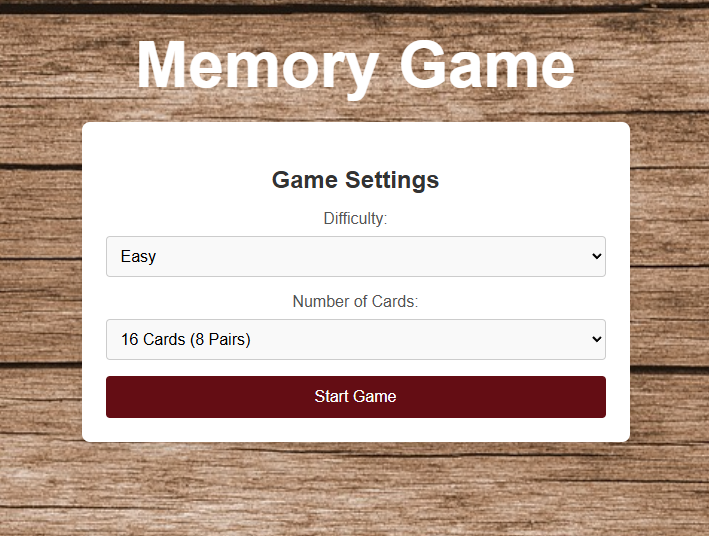 Memory Game
Game Settings
Difficulty:
Easy
Number of Cards:
16 Cards (8 Pairs)
Start Game